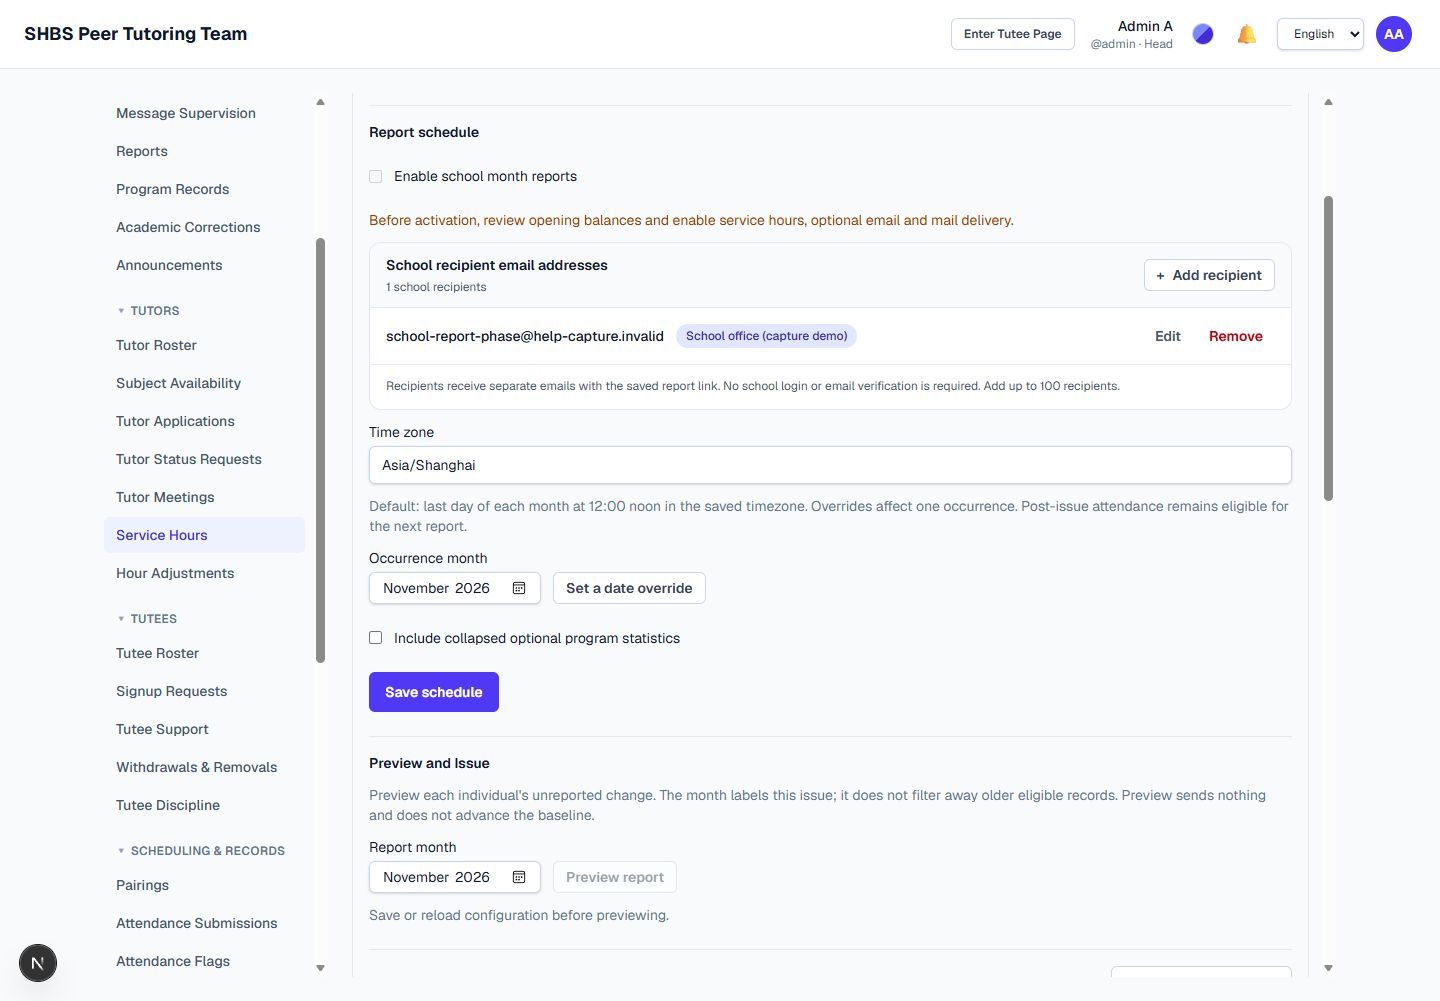 SHBS Peer Tutoring Team
Enter Tutee Page
Admin A
@admin · Head
English
AA
Message Supervision
Reports
Program Records
Academic Corrections
Announcements
TUTORS
Tutor Roster
Subject Availability
Tutor Applications
Tutor Status Requests
Tutor Meetings
Service Hours
Hour Adjustments
TUTEES
Tutee Roster
Signup Requests
Tutee Support
Withdrawals & Removals
Tutee Discipline
SCHEDULING & RECORDS
Pairings
Attendance Submissions
Attendance Flags
N
Report schedule
Enable school month reports
Before activation, review opening balances and enable service hours, optional email and mail delivery.
School recipient email addresses
1 school recipients
+ Add recipient
school-report-phase@help-capture.invalid School office (capture demo) Edit Remove
Recipients receive separate emails with the saved report link. No school login or email verification is required. Add up to 100 recipients.
Time zone
Asia/Shanghai
Default: last day of each month at 12:00 noon in the saved timezone. Overrides affect one occurrence. Post-issue attendance remains eligible for
the next report.
Occurrence month
November 2026 Set a date override
Include collapsed optional program statistics
Save schedule
Preview and Issue
Preview each individual's unreported change. The month labels this issue; it does not filter away older eligible records. Preview sends nothing
and does not advance the baseline.
Report month
November 2026 Preview report
Save or reload configuration before previewing.